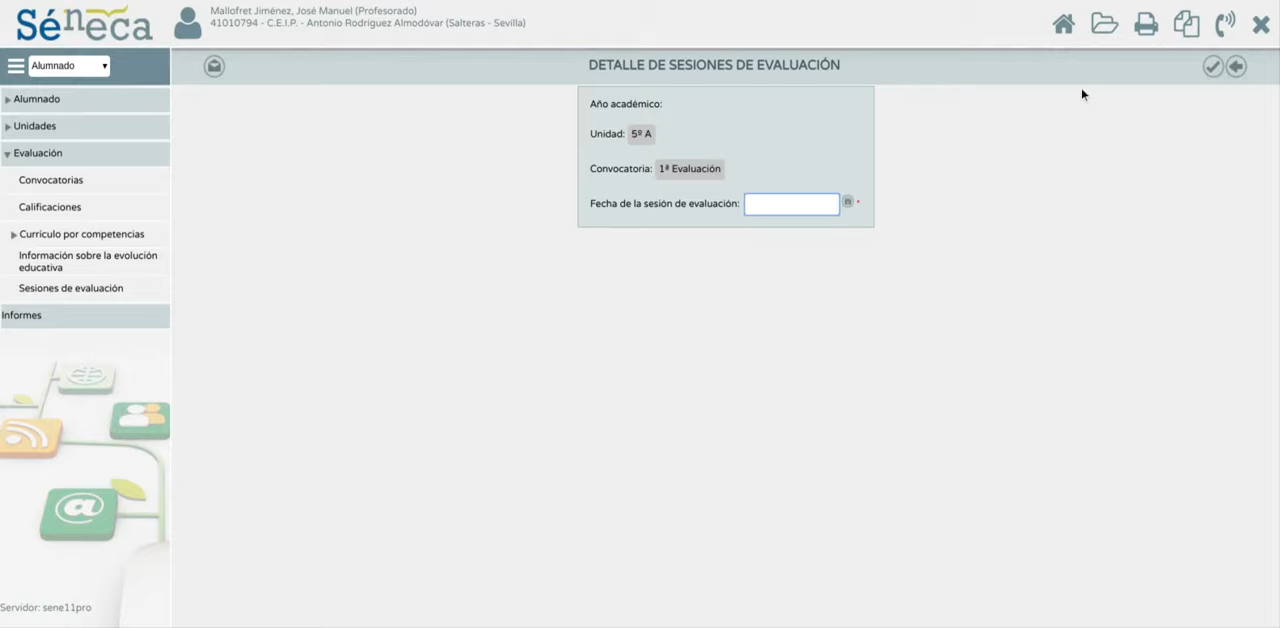 Séneca
Mallofret Jiménez, José Manuel (Profesorado)
41010794 - C.E.I.P. - Antonio Rodríguez Almodóvar (Salteras - Sevilla)
Alumnado
DETALLE DE SESIONES DE EVALUACIÓN
Alumnado
Unidades
Evaluación
Convocatorias
Calificaciones
Currículo por competencias
Información sobre la evolución
educativa
Sesiones de evaluación
Informes
Año académico:
Unidad: 5º A
Convocatoria: 1ª Evaluación
Fecha de la sesión de evaluación: *
@
Servidor: sene11pro